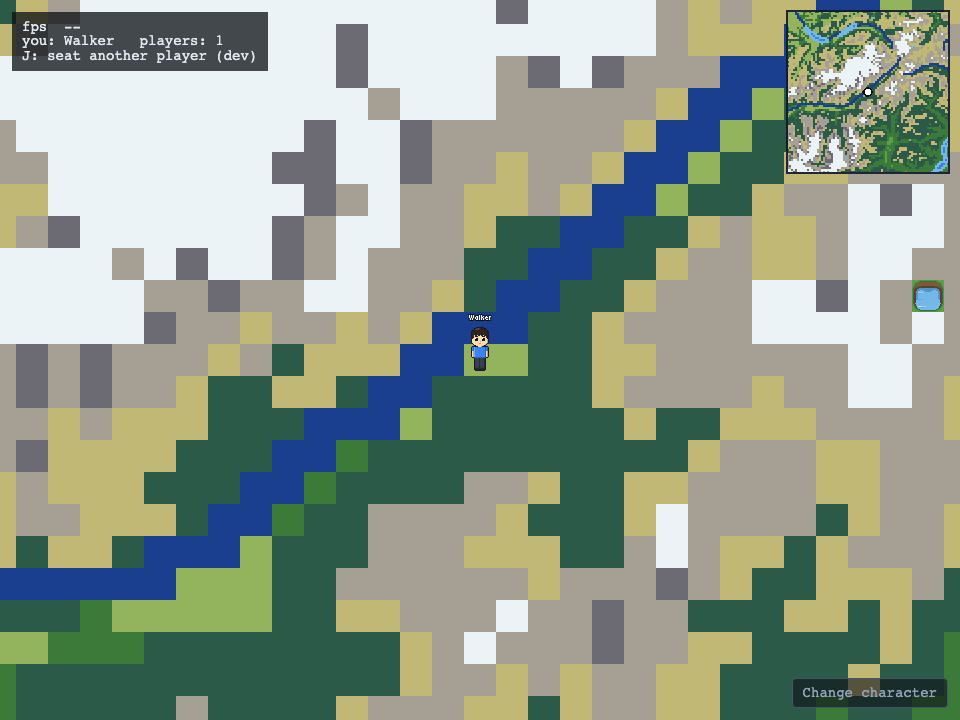 fps  --
you: Walker   players: 1
J: seat another player (dev)
Walker
Change character